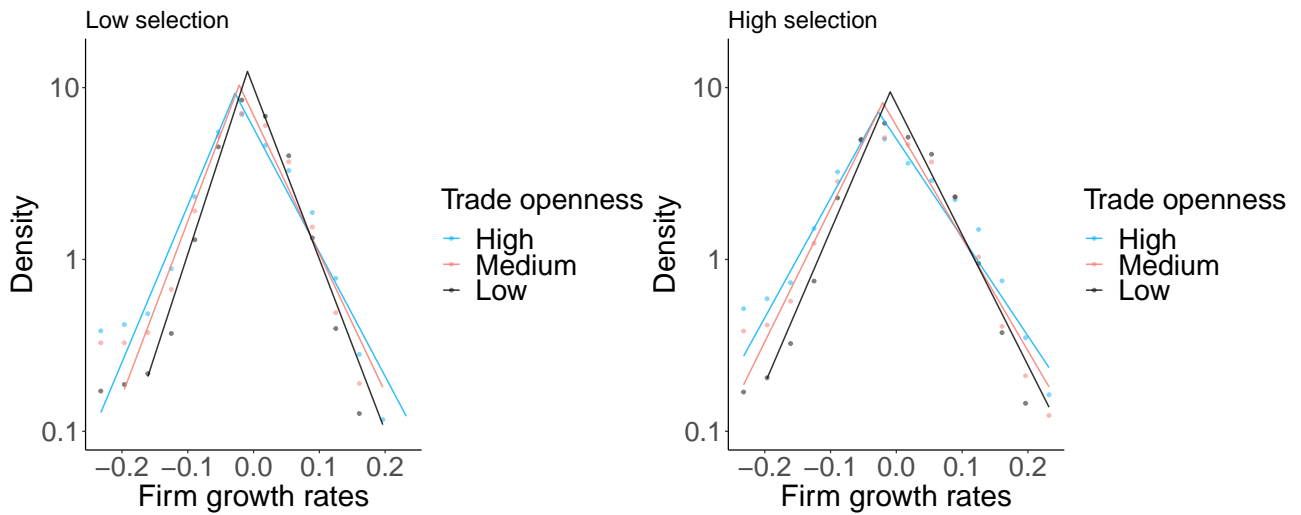 Low selection
10
1
0.1
Density
−0.2 −0.1 0.0 0.1 0.2
Firm growth rates
Trade openness
High
Medium
Low
High selection
10
1
0.1
Density
−0.2 −0.1 0.0 0.1 0.2
Firm growth rates
Trade openness
High
Medium
Low